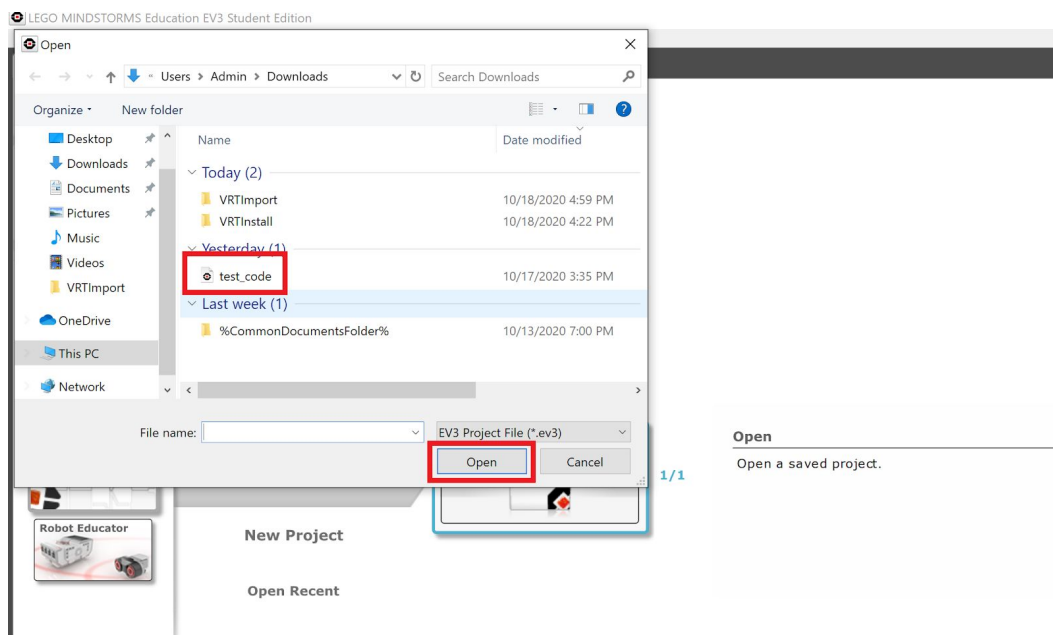 LEGO MINDSTORMS Education EV3 Student Edition
Open
« Users > Admin > Downloads
Search Downloads
Organize
New folder
Desktop
Downloads
Documents
Pictures
Music
Videos
VRTImport
OneDrive
This PC
Network
Name
Date modified
Today (2)
VRTImport 10/18/2020 4:59 PM
VRTInstall 10/18/2020 4:22 PM
Yesterday (1)
test_code 10/17/2020 3:35 PM
Last week (1)
%CommonDocumentsFolder% 10/13/2020 7:00 PM
File name:
EV3 Project File (*.ev3)
Open
Cancel
1/1
Open
Open a saved project.
Robot Educator
New Project
Open Recent